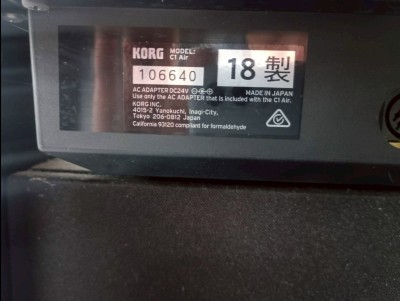 KORG MODEL: C1 Air
106640
18製
AC ADAPTER DC24V
MADE IN JAPAN
Use only the AC ADAPTER that is included with the C1 Air.
KORG INC.
4015-2 Yanokuchi, Inagi-City,
Tokyo 206-0812 Japan
California 93120 compliant for formaldehyde